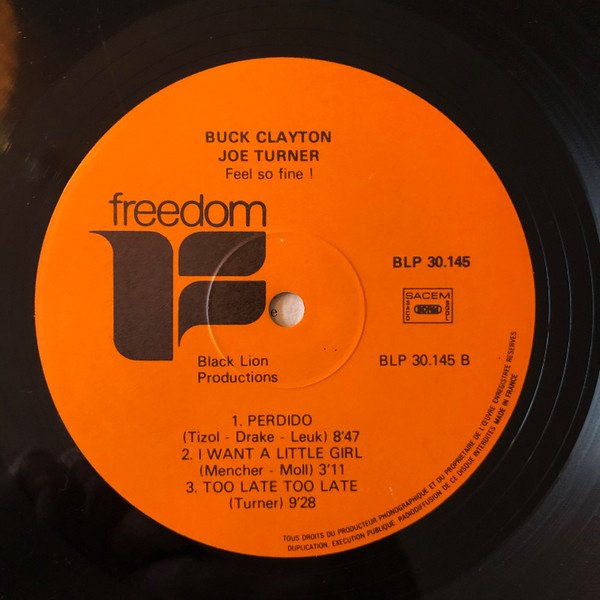 BUCK CLAYTON
JOE TURNER
Feel so fine !
freedom
BLP 30.145
SACEM
BLP 30.145 B
Black Lion
Productions
1. PERDIDO
(Tizol - Drake - Leuk) 8'47
2. I WANT A LITTLE GIRL
(Mencher - Moll) 3'11
3. TOO LATE TOO LATE
(Turner) 9'28
TOUS DROITS DU PRODUCTEUR PHONOGRAPHIQUE ET DU PROPRIETAIRE DE L'ŒUVRE ENREGISTREE RESERVES
DUPLICATION. EXECUTION PUBLIQUE. RADIODIFFUSION DE CE DISQUE INTERDITES MADE IN FRANCE